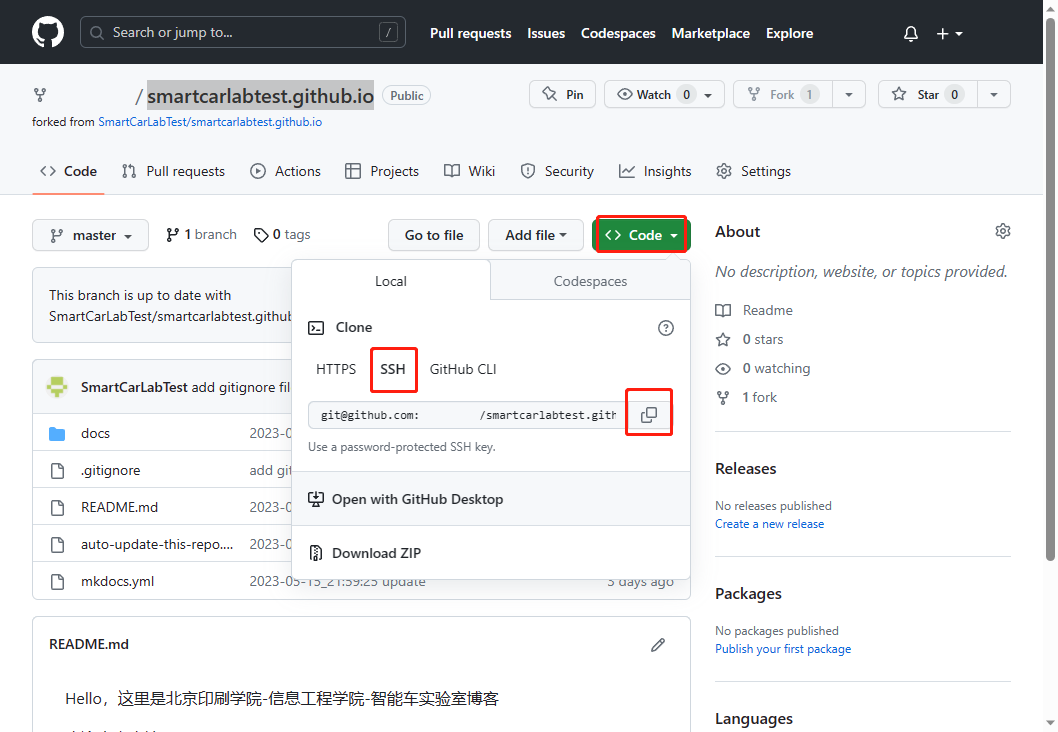 Search or jump to... /
Pull requests Issues Codespaces Marketplace Explore
/ smartcarlabtest.github.io Public
Pin Watch 0 Fork 1 Star 0
forked from SmartCarLabTest/smartcarlabtest.github.io
Code Pull requests Actions Projects Wiki Security Insights Settings
master 1 branch 0 tags Go to file Add file Code
About
No description, website, or topics provided.
Readme
0 stars
0 watching
1 fork
This branch is up to date with
SmartCarLabTest/smartcarlabtest.github
Local Codespaces
Clone
HTTPS SSH GitHub CLI
git@github.com: /smartcarlabtest.gith
Use a password-protected SSH key.
Open with GitHub Desktop
Download ZIP
SmartCarLabTest add gitignore fil
docs 2023-0
.gitignore add git
README.md 2023-0
auto-update-this-repo.... 2023-0
mkdocs.yml 2023-05-15_21:59:25 update 3 days ago
Releases
No releases published
Create a new release
Packages
No packages published
Publish your first package
Languages
README.md
Hello，这里是北京印刷学院-信息工程学院-智能车实验室博客